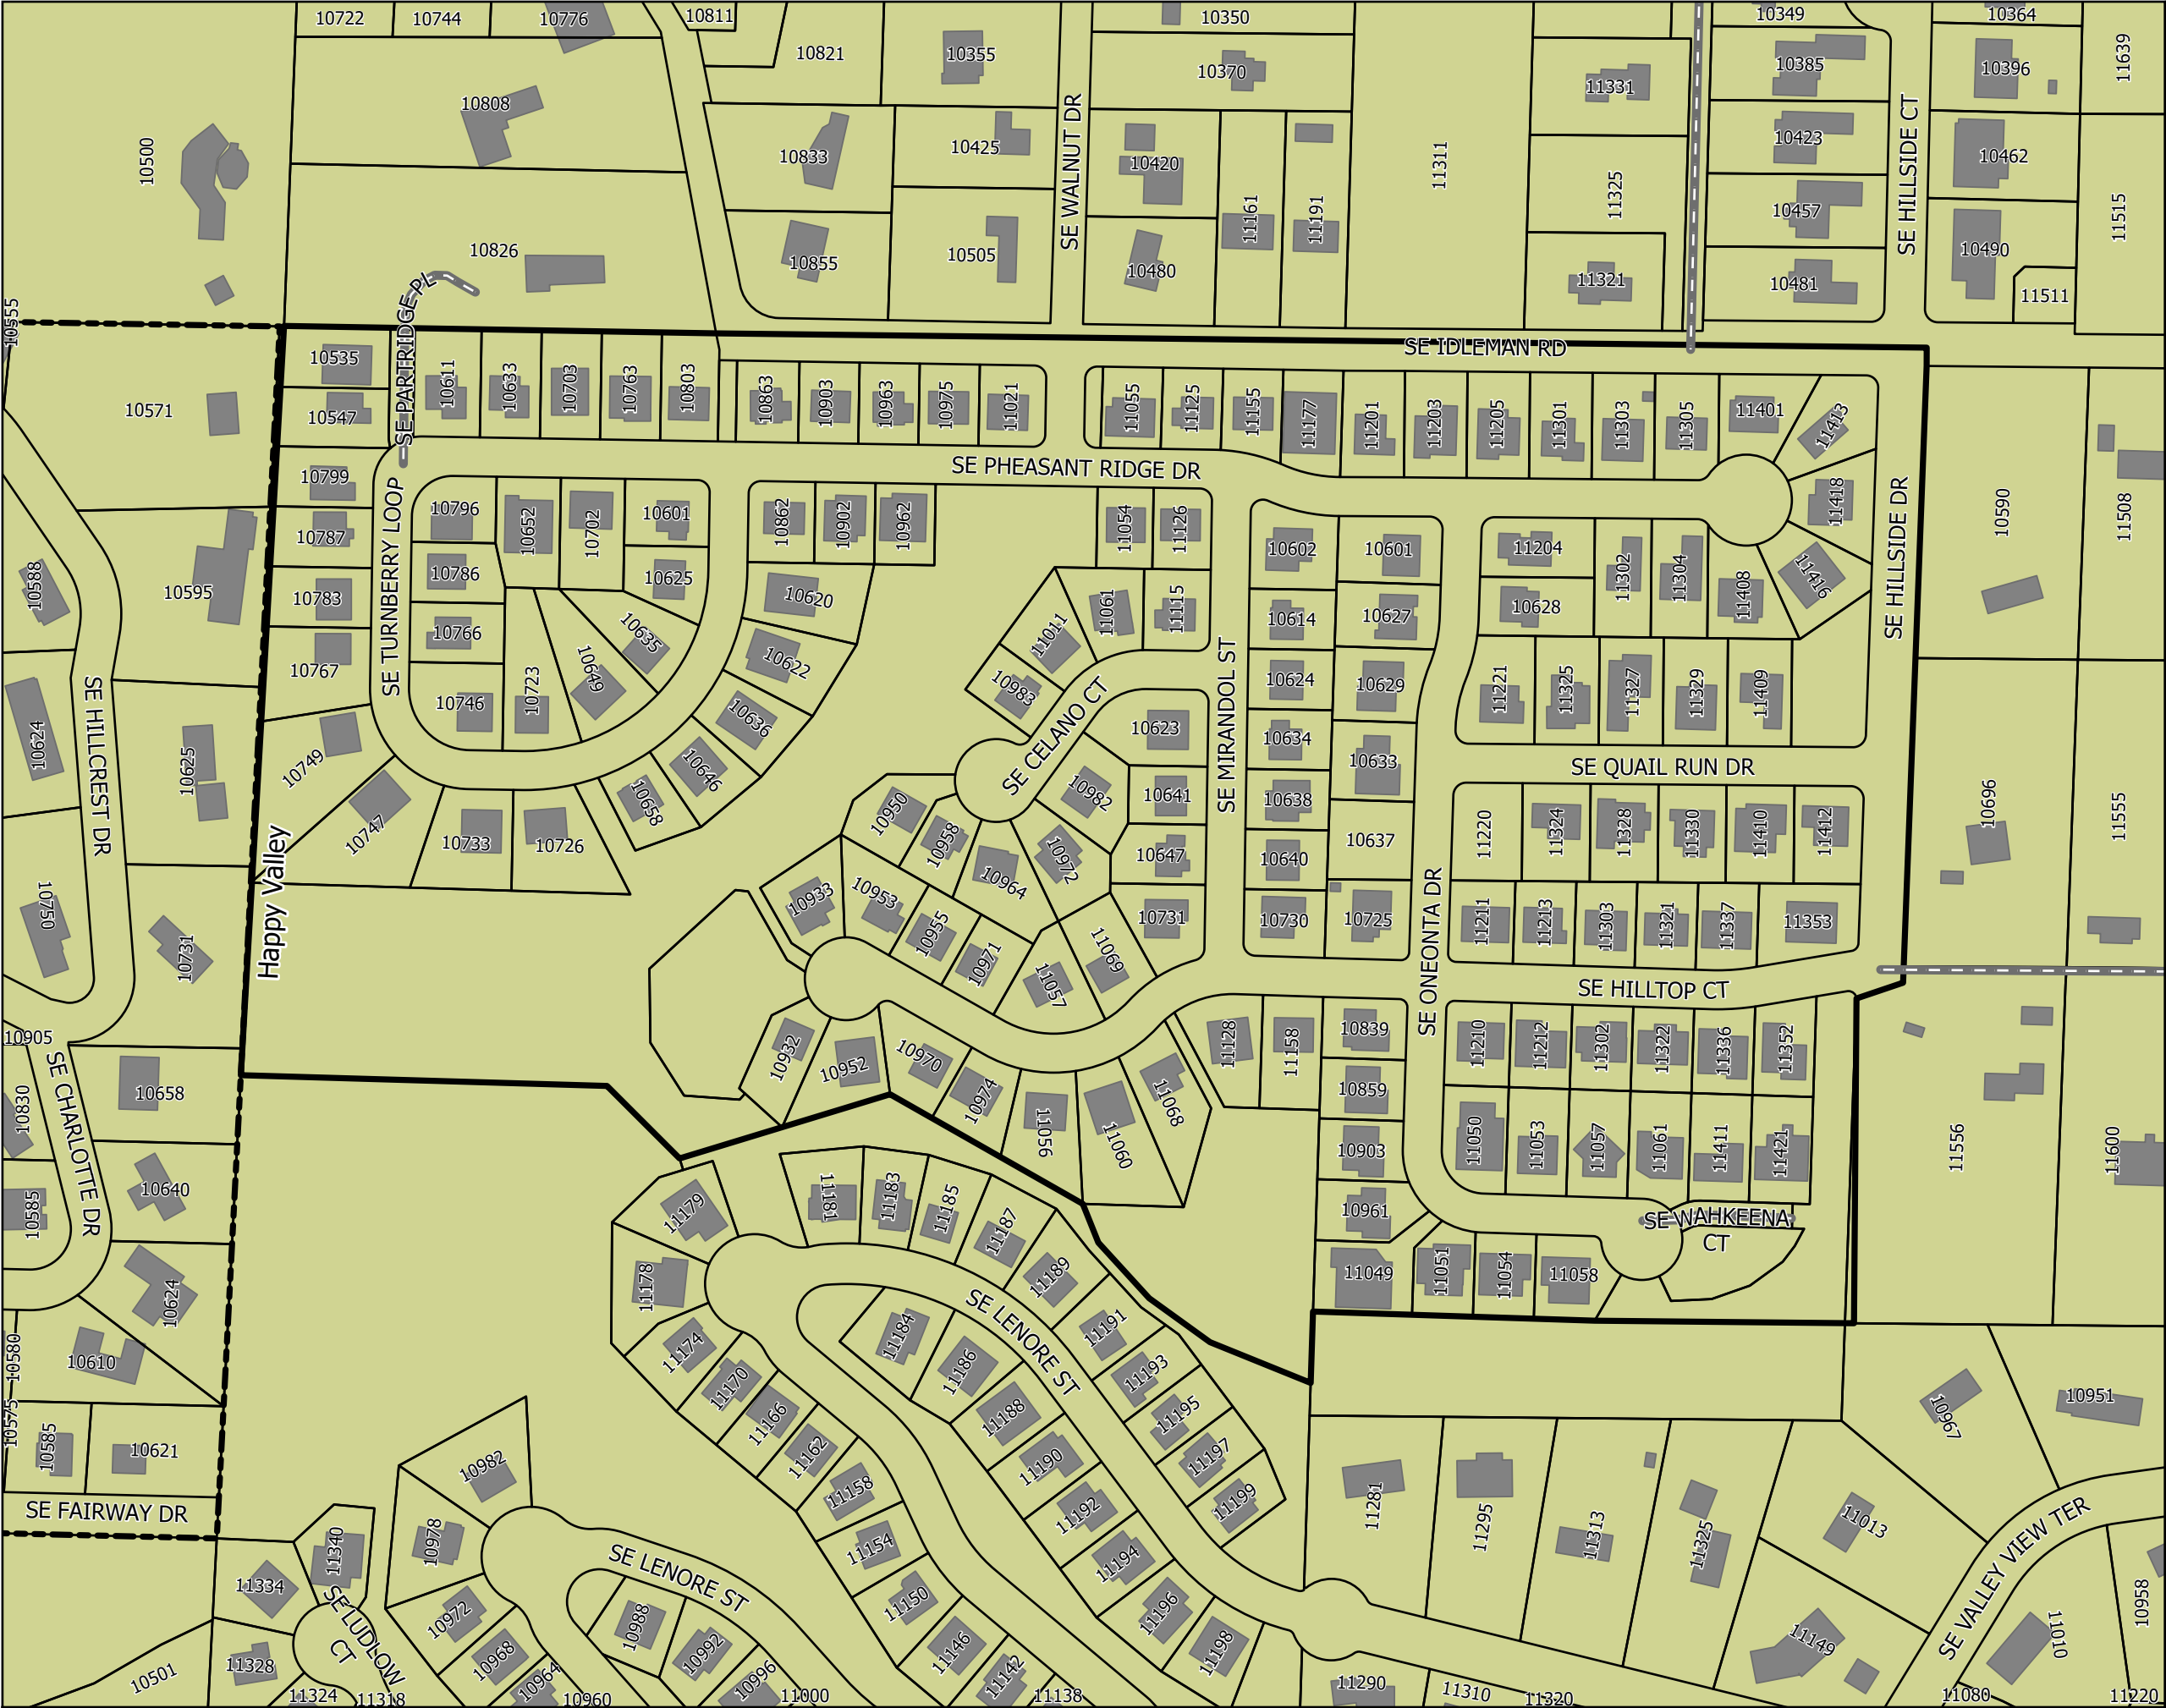 10722 10744 10776 10811 10350 10349 10364
10821 10355 10370 11331 10385 10396 11639
10808 10500 10833 10425 10420 SE WALNUT DR 11311 10423 SE HILLSIDE CT 10462
11161 11191 11325 10457 11515
10826 10855 10505 10480 11321 10481 10490 11511
10555 SE PARTRIDGE PL
SE IDLEMAN RD
10535 10611 10633 10703 10763 10803 10863 10903 10963 10975 11021 11055 11125 11155 11177 11201 11203 11205 11301 11303 11305 11401 11413
10571 10547
SE PHEASANT RIDGE DR
10799 10796 10652 10702 10601 10862 10902 10962 11054 11126 11418 10590 11508
SE TURNBERRY LOOP
SE HILLSIDE DR
10787 10602 10601 11204 11302 11304 11408 11416
10588 10595 10783 10786 10625 10620 11061 11115 10614 10627 10628
10767 10766 10635 10622 11011
10649 10723 10746 10983 10624 10629 11221 11325 11327 11329 11409
SE HILLCREST DR
SE CELANO CT
SE MIRANDOL ST
10624 10625 10749 10636 10646 10658 10623 10634 10633
SE QUAIL RUN DR
10747 10733 10726 10950 10958 10964 10972 10982 10641 10638 10637 11220 11324 11328 11330 11410 11412 10696 11555
Happy Valley
10647 10640
10750 10731 10933 10953 10955 10971 11057 11069 10731 10730 10725 11211 11213 11303 11321 11337 11353
SE ONEONTA DR
SE HILLTOP CT
10905 10932 10952 10970 10974 11056 11060 11068 11128 11158 10839 11210 11212 11302 11322 11336 11352
SE CHARLOTTE DR
10830 10658 10859
10903 11050 11053 11057 11061 11411 11421 11556 11600
10585 10640 11179 11181 11183 11185 11187 11189 10961
SE WAHKEENA
CT
10624 11178 11049 11051 11054 11058
SE LENORE ST
10580 10610 11174 11184 11186 11191 11193
10575 10585 10621 11170 11166 11162 11188 11190 11195 11197 11199 10967 10951
10982 11158 11192 11281 11295 11313 11325 11013
SE FAIRWAY DR
SE VALLEY VIEW TER
11340 10978 11154 11194
SE LENORE ST
11334 10972 10988 11150 11196 10958
SE LUDLOW
CT
11328 10968 10992 11146 11198 11149 11010
10501 10964 10996 11142
11324 11318 10960 11000 11138 11290 11310 11320 11080 11220